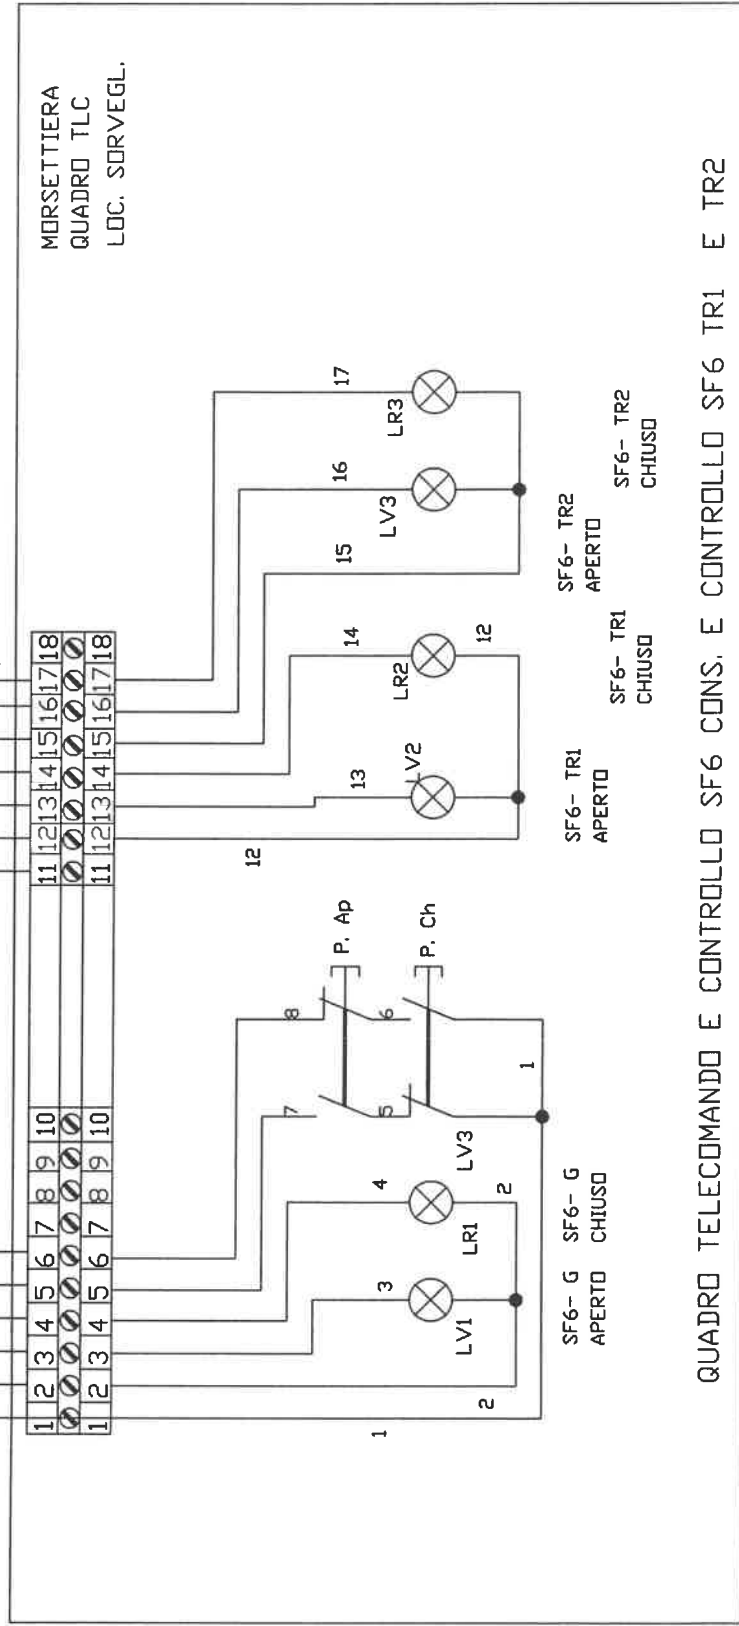 MORSETTIERA
QUADRO TLC
LOC. SORVEGL.
1 2 3 4 5 6 7 8 9 10 11 12 13 14 15 16 17 18
1 2 3 4 5 6 7 8 9 10 11 12 13 14 15 16 17 18
1
2
3
LV1
4
LR1
2
7
8
P. Ap
5
6
P. Ch
LV3
1
12
13
LV2
14
LR2
12
15
16
LV3
17
LR3
SF6- G
APERTO
SF6- G
CHIUSO
SF6- TR1
APERTO
SF6- TR1
CHIUSO
SF6- TR2
APERTO
SF6- TR2
CHIUSO
QUADRO TELECOMANDO E CONTROLLO SF6 CONS. E CONTROLLO SF6 TR1 E TR2